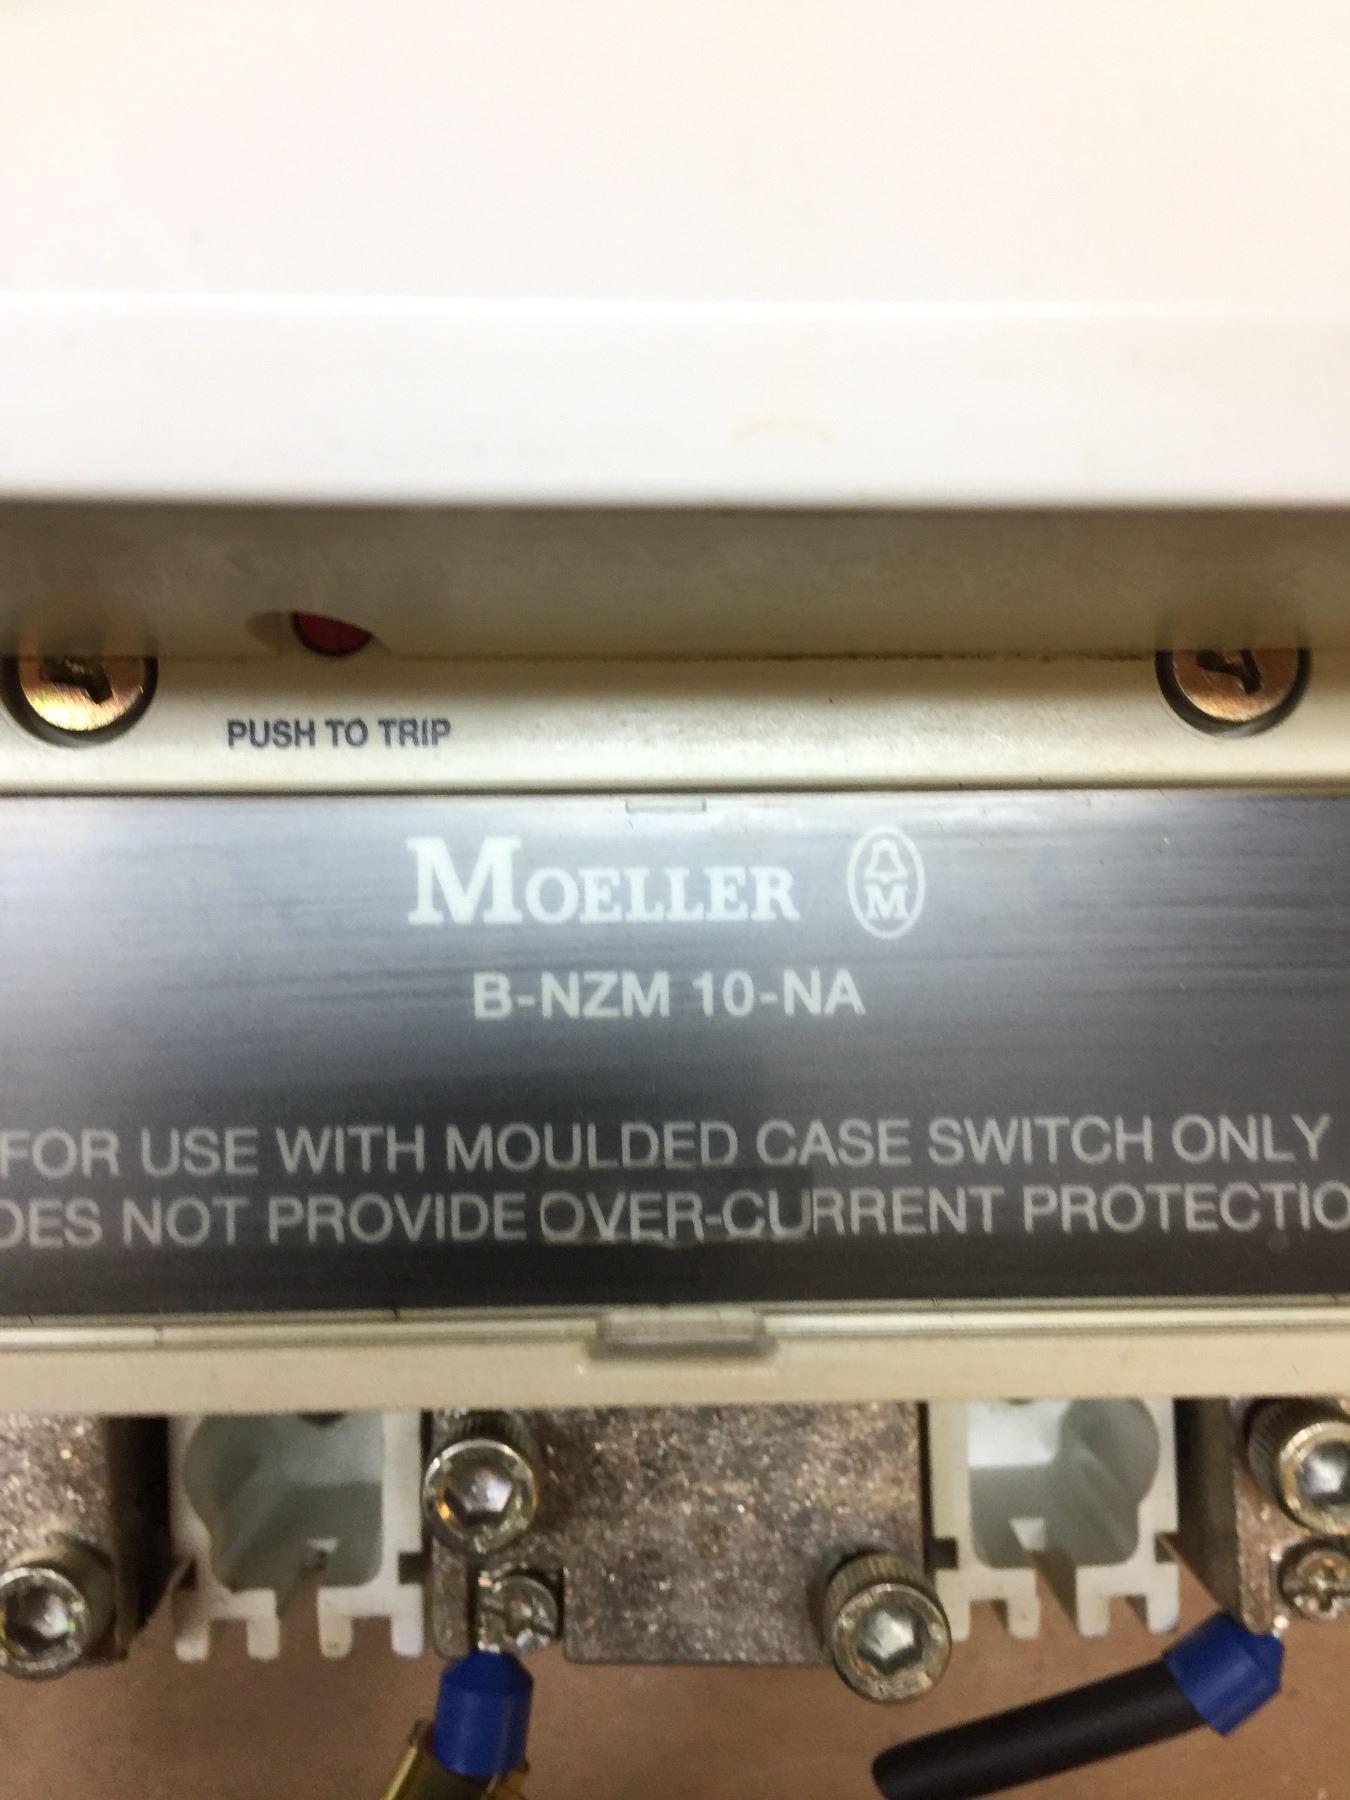 PUSH TO TRIP
MOELLER M
B-NZM 10-NA
FOR USE WITH MOULDED CASE SWITCH ONLY
OES NOT PROVIDE OVER-CURRENT PROTECTIO